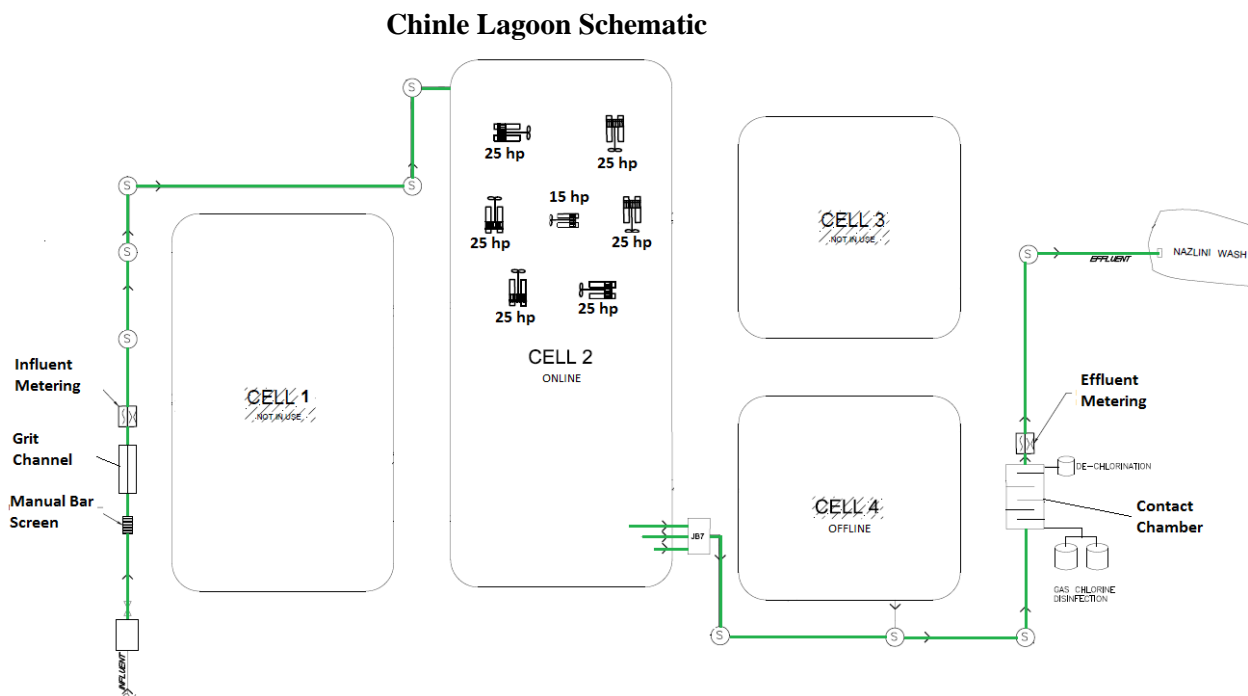 Chinle Lagoon Schematic
S
S
S
S
S
25 hp
25 hp
15 hp
25 hp
25 hp
25 hp
25 hp
CELL 2
ONLINE
CELL 1
NOT IN USE
CELL 3
NOT IN USE
CELL 4
OFFLINE
Influent
Metering
Grit
Channel
Manual Bar
Screen
INFLUENT
JB7
S
S
S
S
EFFLUENT
NAZLINI WASH
Effluent
Metering
DE-CHLORINATION
Contact
Chamber
GAS CHLORINE
DISINFECTION